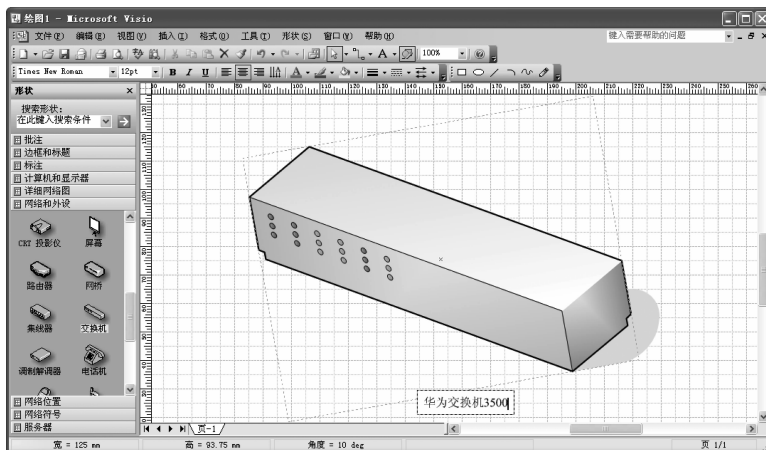 绘图1 - Microsoft Visio
文件(F) 编辑(E) 视图(V) 插入(I) 格式(O) 工具(T) 形状(S) 窗口(W) 帮助(H) 键入需要帮助的问题
100%
Times New Roman 12pt
形状
搜索形状:
在此键入搜索条件
批注
边框和标题
标注
计算机和显示器
详细网络图
网络和外设
CRT 投影仪 屏幕
路由器 网桥
集线器 交换机
调制解调器 电话机
网络位置
网络符号
服务器
华为交换机3500
页-1
宽 = 125 mm 高 = 93.75 mm 角度 = 10 deg 页 1/1